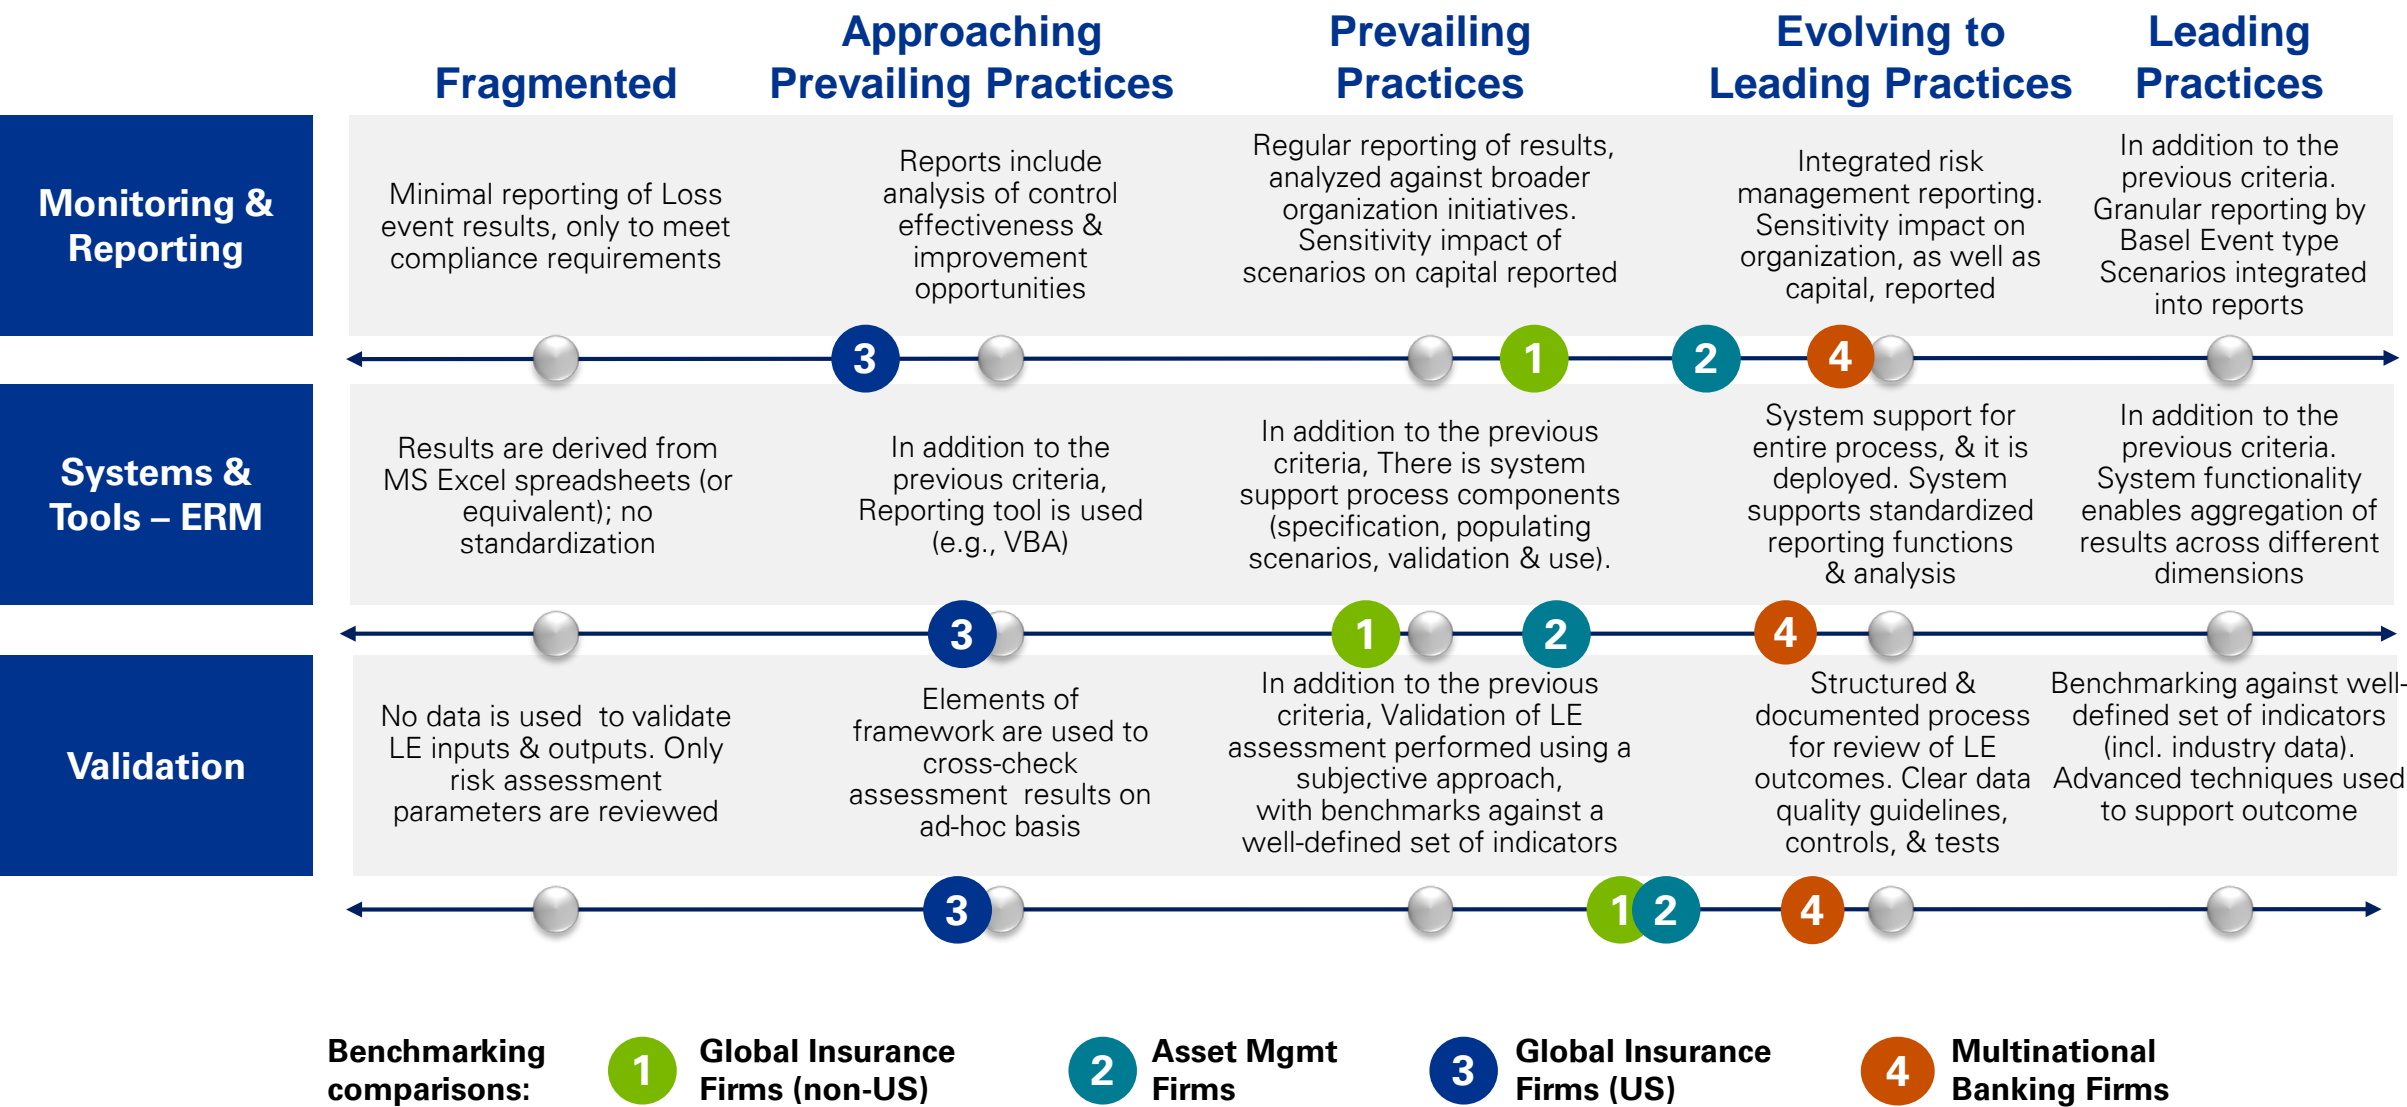 Fragmented
Approaching
Prevailing Practices
Prevailing
Practices
Evolving to
Leading Practices
Leading
Practices
Monitoring &
Reporting
Minimal reporting of Loss
event results, only to meet
compliance requirements
Reports include
analysis of control
effectiveness &
improvement
opportunities
Regular reporting of results,
analyzed against broader
organization initiatives.
Sensitivity impact of
scenarios on capital reported
Integrated risk
management reporting.
Sensitivity impact on
organization, as well as
capital, reported
In addition to the
previous criteria.
Granular reporting by
Basel Event type
Scenarios integrated
into reports
3
1
2
4
Systems &
Tools – ERM
Results are derived from
MS Excel spreadsheets (or
equivalent); no
standardization
In addition to the
previous criteria,
Reporting tool is used
(e.g., VBA)
In addition to the previous
criteria, There is system
support process components
(specification, populating
scenarios, validation & use).
System support for
entire process, & it is
deployed. System
supports standardized
reporting functions
& analysis
In addition to the
previous criteria.
System functionality
enables aggregation of
results across different
dimensions
3
1
2
4
Validation
No data is used  to validate
LE inputs & outputs. Only
risk assessment
parameters are reviewed
Elements of
framework are used to
cross-check
assessment  results on
ad-hoc basis
In addition to the previous
criteria, Validation of LE
assessment performed using a
subjective approach,
with benchmarks against a
well-defined set of indicators
Structured &
documented process
for review of LE
outcomes. Clear data
quality guidelines,
controls, & tests
Benchmarking against well-
defined set of indicators
(incl. industry data).
Advanced techniques used
to support outcome
3
1
2
4
Benchmarking
comparisons:
1
Global Insurance
Firms (non-US)
2
Asset Mgmt
Firms
3
Global Insurance
Firms (US)
4
Multinational
Banking Firms